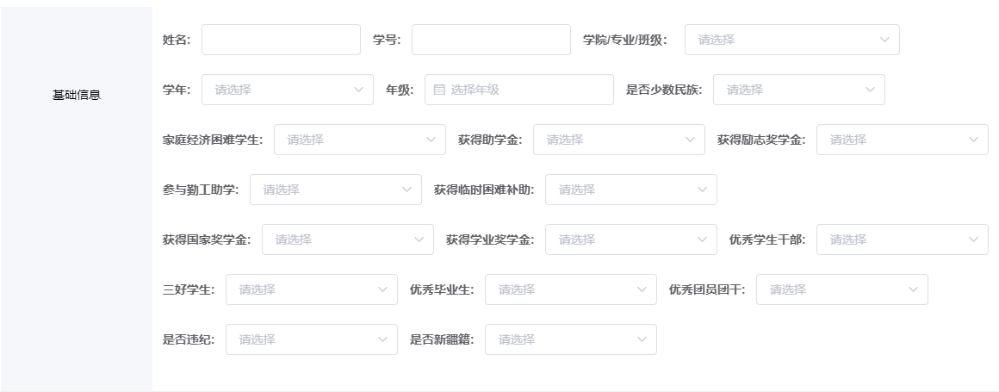 姓名: 学号: 学院/专业/班级: 请选择
基础信息
学年: 请选择 年级: 选择年级 是否少数民族: 请选择
家庭经济困难学生: 请选择 获得助学金: 请选择 获得励志奖学金: 请选择
参与勤工助学: 请选择 获得临时困难补助: 请选择
获得国家奖学金: 请选择 获得学业奖学金: 请选择 优秀学生干部: 请选择
三好学生: 请选择 优秀毕业生: 请选择 优秀团员团干: 请选择
是否违纪: 请选择 是否新疆籍: 请选择